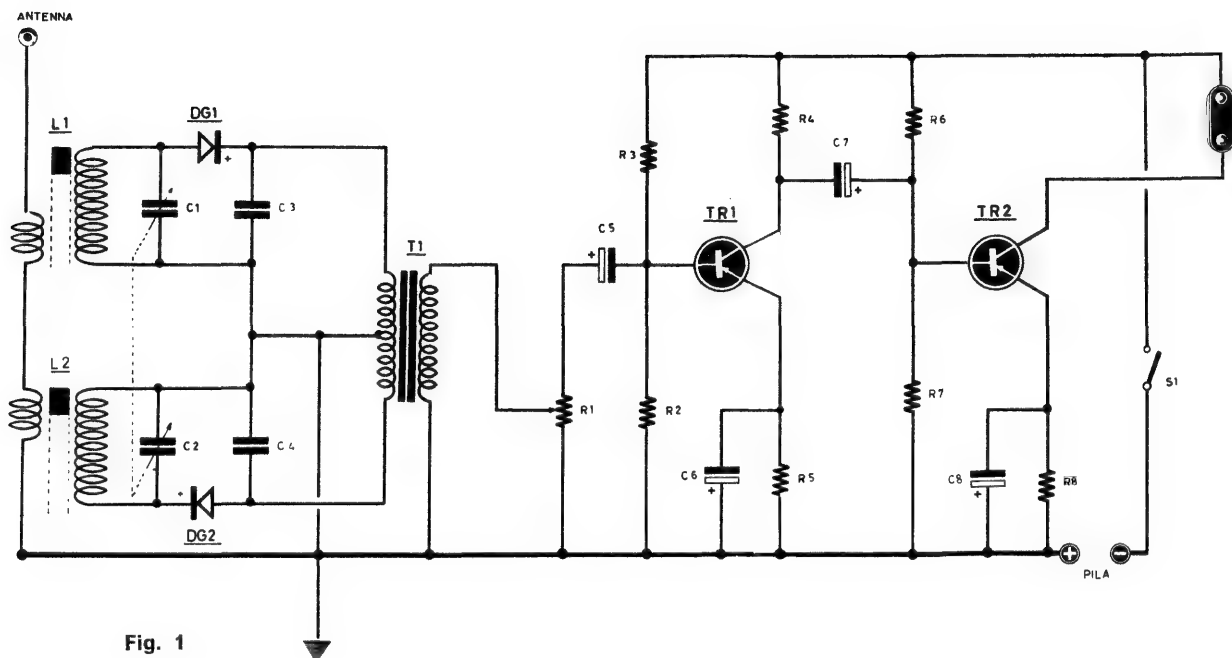 ANTENNA
L1
DG1
+
C1
C3
T1
L2
C2
C4
+
DG2
C5
+
R1
R3
R2
R4
C7
+
R6
TR1
TR2
C6
+
R5
R7
C8
+
R8
S1
+
−
PILA
Fig. 1